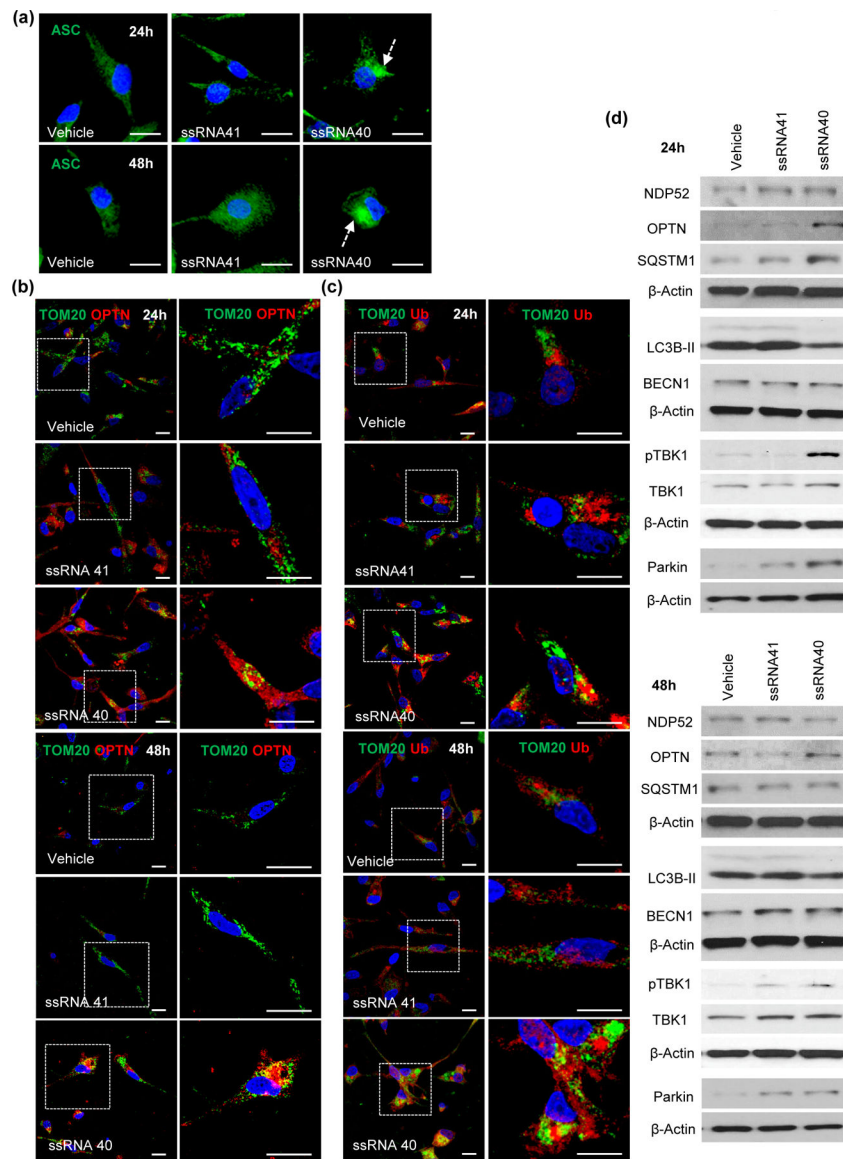 (a)
ASC 24h
Vehicle ssRNA41 ssRNA40
ASC 48h
Vehicle ssRNA41 ssRNA40
(b)
TOM20 OPTN 24h TOM20 OPTN
Vehicle
ssRNA 41
ssRNA 40
TOM20 OPTN 48h TOM20 OPTN
Vehicle
ssRNA 41
ssRNA 40
(c)
TOM20 Ub 24h TOM20 Ub
Vehicle
ssRNA41
ssRNA40
TOM20 Ub 48h TOM20 Ub
Vehicle
ssRNA 41
ssRNA 40
(d)
24h Vehicle ssRNA41 ssRNA40
NDP52
OPTN
SQSTM1
β-Actin
LC3B-II
BECN1
β-Actin
pTBK1
TBK1
β-Actin
Parkin
β-Actin
48h Vehicle ssRNA41 ssRNA40
NDP52
OPTN
SQSTM1
β-Actin
LC3B-II
BECN1
β-Actin
pTBK1
TBK1
β-Actin
Parkin
β-Actin